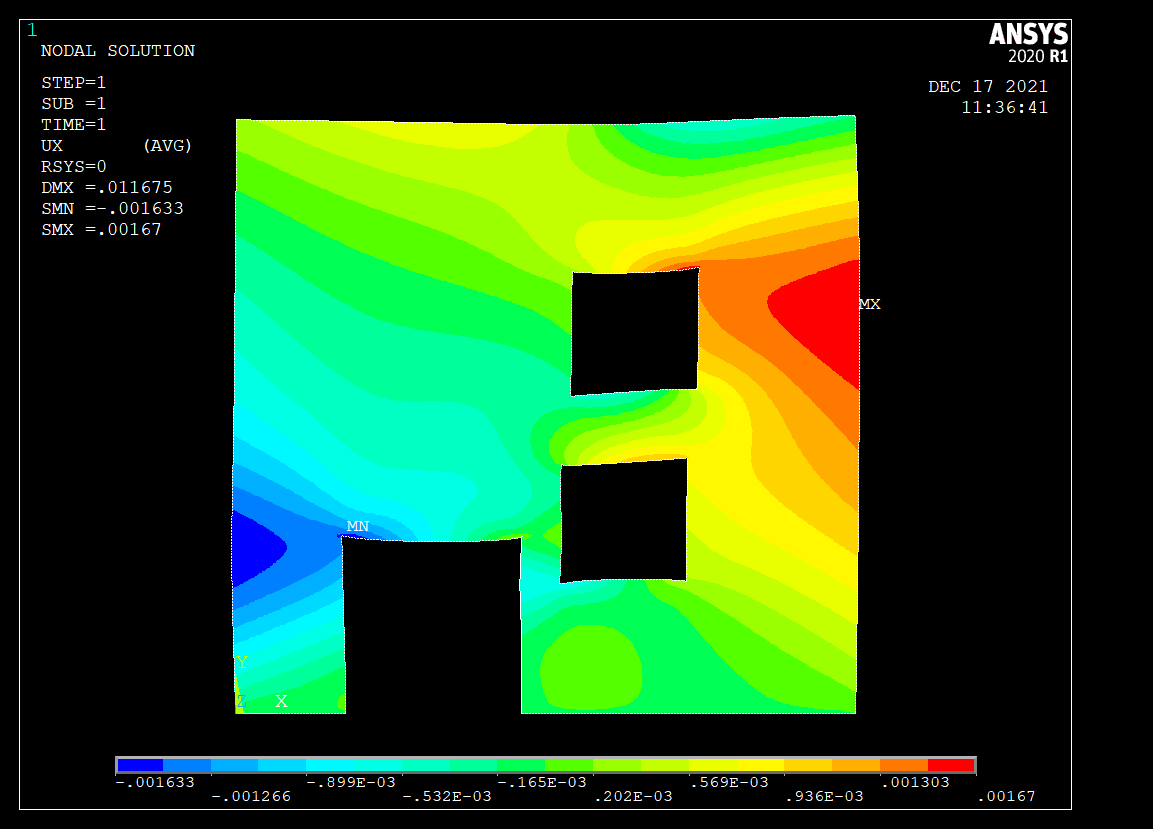 1
ANSYS
2020 R1
NODAL SOLUTION
STEP=1
SUB =1
TIME=1
UX (AVG)
RSYS=0
DMX =.011675
SMN =-.001633
SMX =.00167
DEC 17 2021
11:36:41
MX
MN
Y
Z X
-.001633 -.899E-03 -.165E-03 .569E-03 .001303
-.001266 -.532E-03 .202E-03 .936E-03 .00167